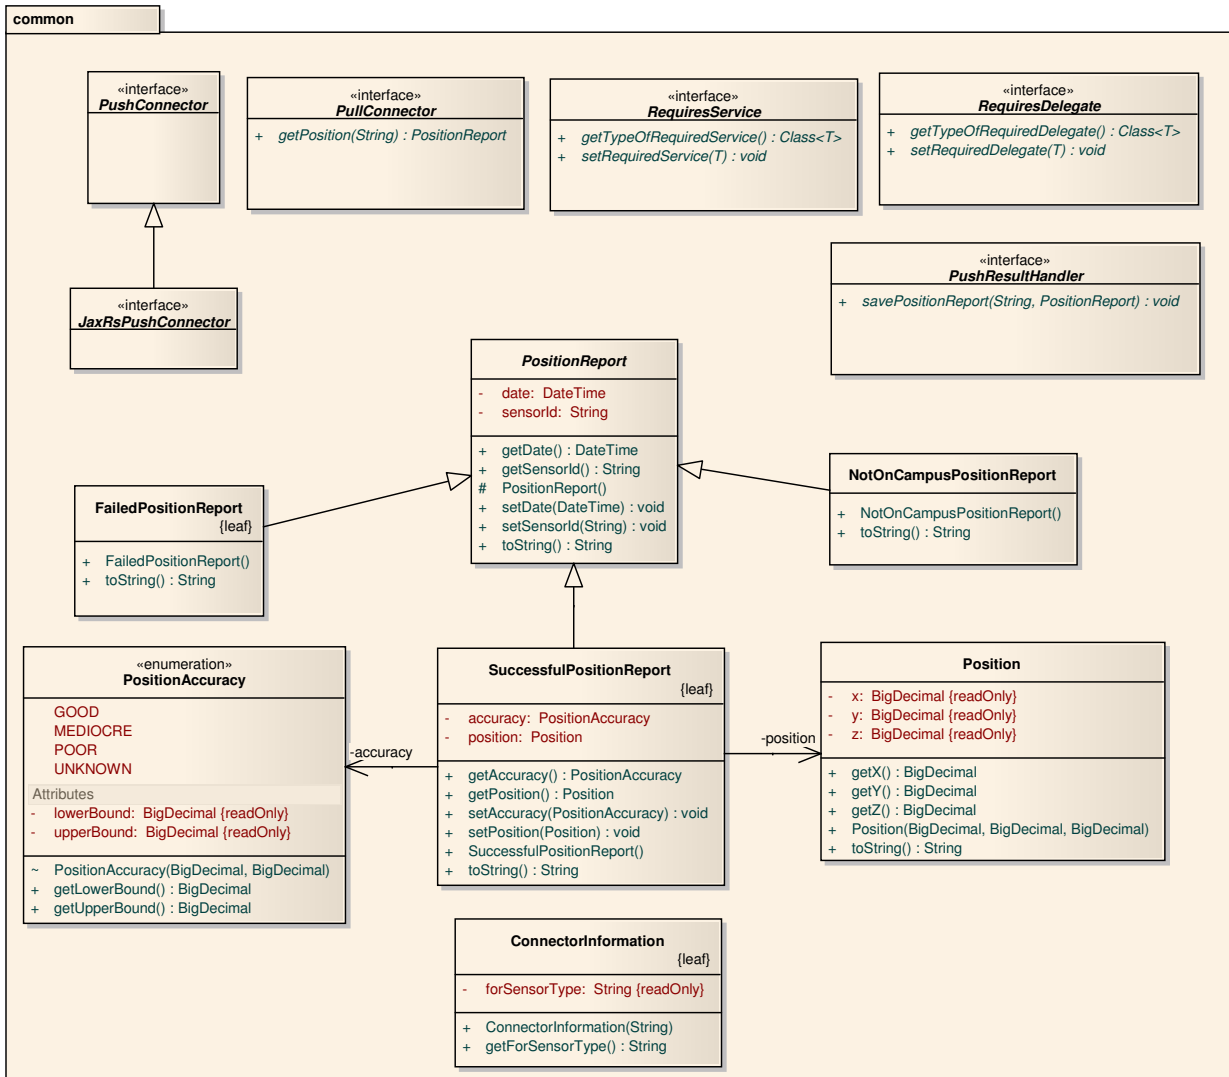 common
«interface»
PushConnector
«interface»
PullConnector
+ getPosition(String) : PositionReport
«interface»
RequiresService
+ getTypeOfRequiredService() : Class<T>
+ setRequiredService(T) : void
«interface»
RequiresDelegate
+ getTypeOfRequiredDelegate() : Class<T>
+ setRequiredDelegate(T) : void
«interface»
PushResultHandler
+ savePositionReport(String, PositionReport) : void
«interface»
JaxRsPushConnector
PositionReport
- date: DateTime
- sensorId: String
+ getDate() : DateTime
+ getSensorId() : String
# PositionReport()
+ setDate(DateTime) : void
+ setSensorId(String) : void
+ toString() : String
FailedPositionReport
{leaf}
+ FailedPositionReport()
+ toString() : String
NotOnCampusPositionReport
+ NotOnCampusPositionReport()
+ toString() : String
«enumeration»
PositionAccuracy
GOOD
MEDIOCRE
POOR
UNKNOWN
Attributes
- lowerBound: BigDecimal {readOnly}
- upperBound: BigDecimal {readOnly}
~ PositionAccuracy(BigDecimal, BigDecimal)
+ getLowerBound() : BigDecimal
+ getUpperBound() : BigDecimal
-accuracy
SuccessfulPositionReport
{leaf}
- accuracy: PositionAccuracy
- position: Position
+ getAccuracy() : PositionAccuracy
+ getPosition() : Position
+ setAccuracy(PositionAccuracy) : void
+ setPosition(Position) : void
+ SuccessfulPositionReport()
+ toString() : String
-position
Position
- x: BigDecimal {readOnly}
- y: BigDecimal {readOnly}
- z: BigDecimal {readOnly}
+ getX() : BigDecimal
+ getY() : BigDecimal
+ getZ() : BigDecimal
+ Position(BigDecimal, BigDecimal, BigDecimal)
+ toString() : String
ConnectorInformation
{leaf}
- forSensorType: String {readOnly}
+ ConnectorInformation(String)
+ getForSensorType() : String